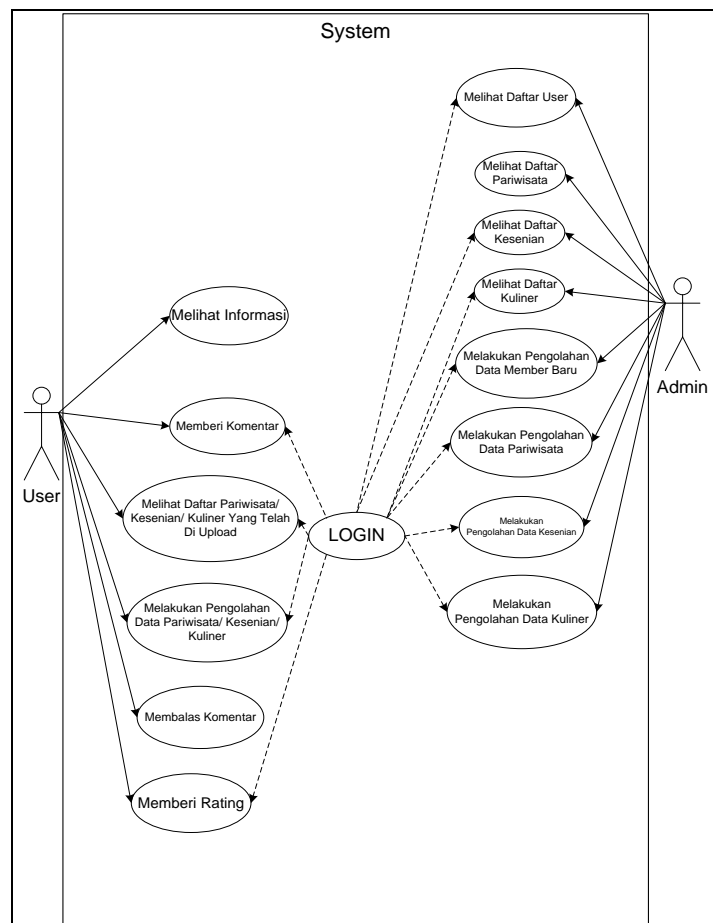 System
Melihat Daftar User
Melihat Daftar
Pariwisata
Melihat Daftar
Kesenian
Melihat Daftar
Kuliner
Melihat Informasi
Melakukan Pengolahan
Data Member Baru
Admin
Memberi Komentar
Melakukan Pengolahan
Data Pariwisata
User
Melihat Daftar Pariwisata/
Kesenian/ Kuliner Yang Telah
Di Upload
LOGIN
Melakukan
Pengolahan Data Kesenian
Melakukan Pengolahan
Data Pariwisata/ Kesenian/
Kuliner
Melakukan
Pengolahan Data Kuliner
Membalas Komentar
Memberi Rating